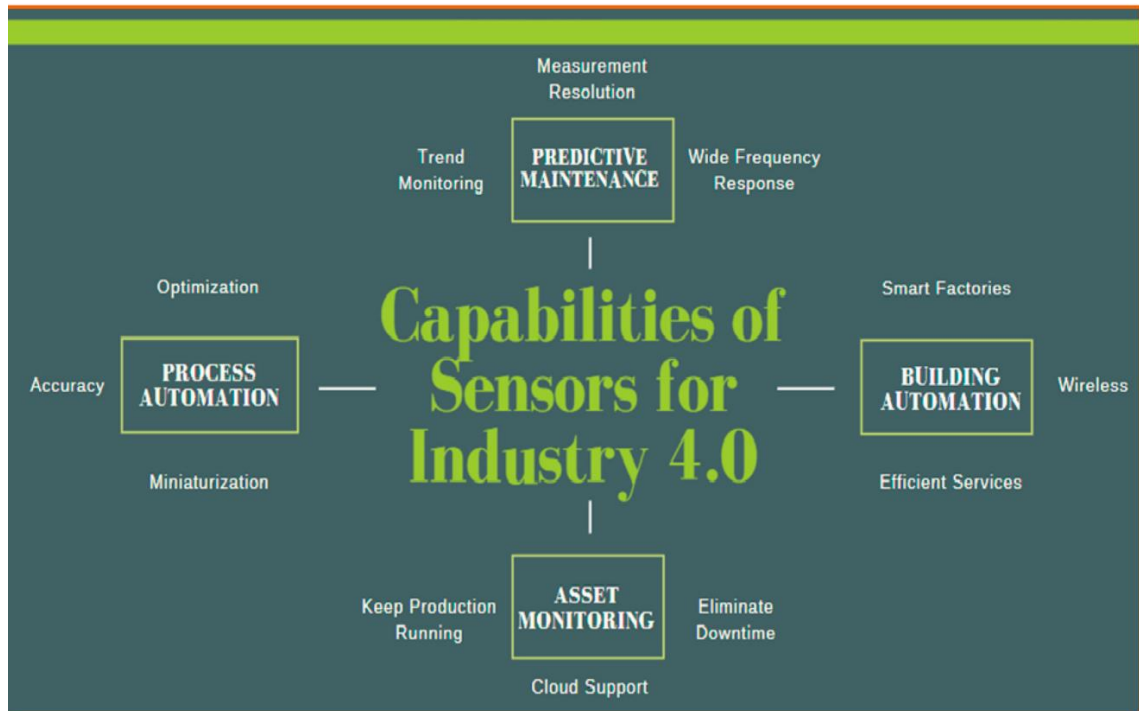 Measurement
Resolution
Trend
Monitoring
PREDICTIVE
MAINTENANCE
Wide Frequency
Response
Optimization
Accuracy
PROCESS
AUTOMATION
Miniaturization
Capabilities of
Sensors for
Industry 4.0
Smart Factories
BUILDING
AUTOMATION
Wireless
Efficient Services
Keep Production
Running
ASSET
MONITORING
Eliminate
Downtime
Cloud Support